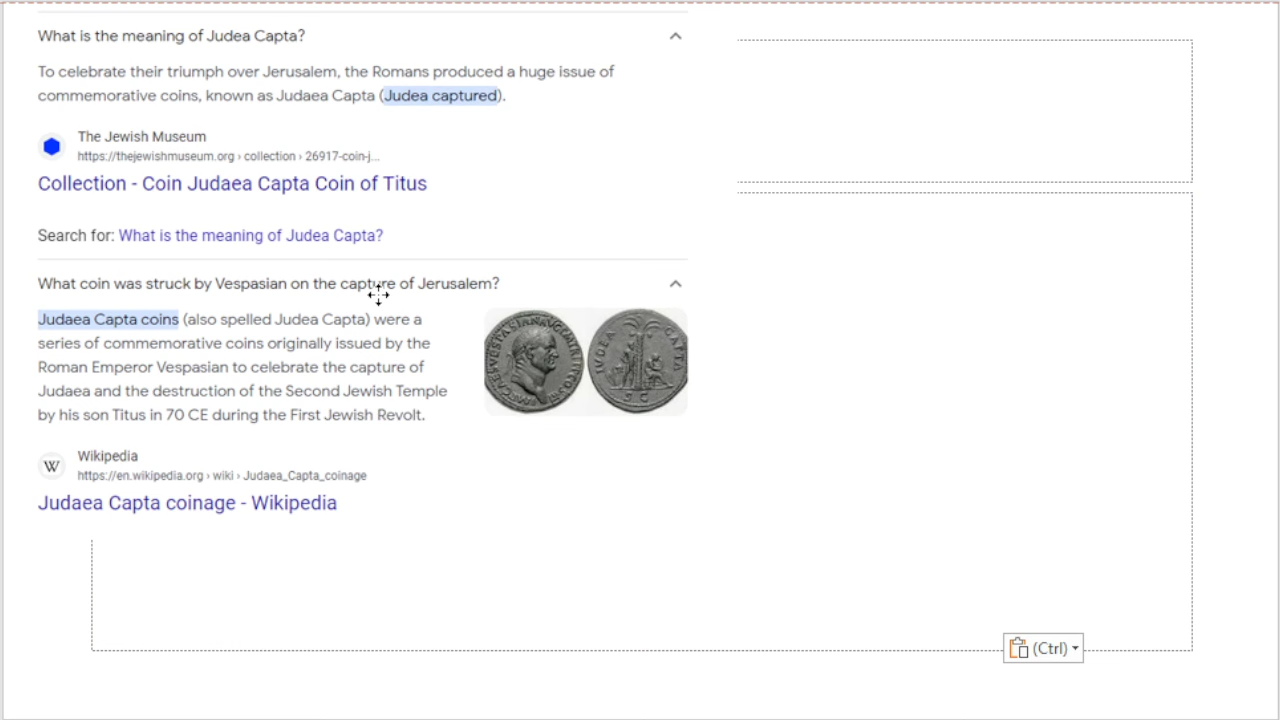 What is the meaning of Judea Capta?
To celebrate their triumph over Jerusalem, the Romans produced a huge issue of
commemorative coins, known as Judaea Capta (Judea captured).
The Jewish Museum
https://thejewishmuseum.org › collection › 26917-coin-j...
Collection - Coin Judaea Capta Coin of Titus
Search for: What is the meaning of Judea Capta?
What coin was struck by Vespasian on the capture of Jerusalem?
Judaea Capta coins (also spelled Judea Capta) were a
series of commemorative coins originally issued by the
Roman Emperor Vespasian to celebrate the capture of
Judaea and the destruction of the Second Jewish Temple
by his son Titus in 70 CE during the First Jewish Revolt.
IVDEA CAPTA
S C
W
Wikipedia
https://en.wikipedia.org › wiki › Judaea_Capta_coinage
Judaea Capta coinage - Wikipedia
(Ctrl)